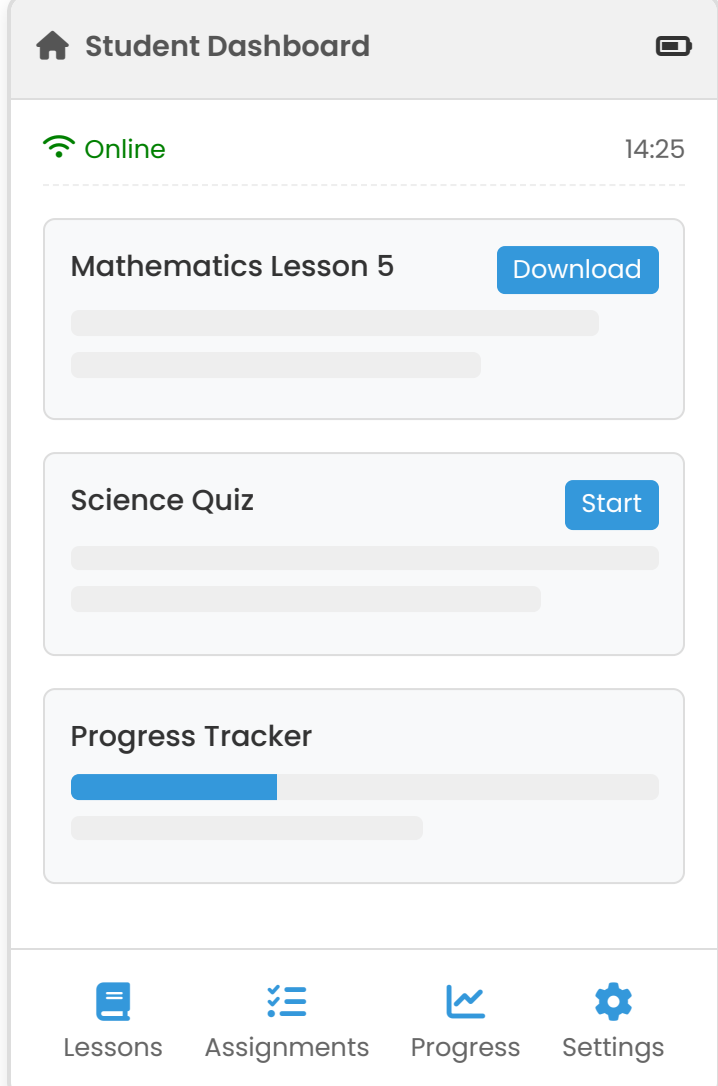 Student Dashboard
Online 14:25
Mathematics Lesson 5 Download
Science Quiz Start
Progress Tracker
Lessons Assignments Progress Settings